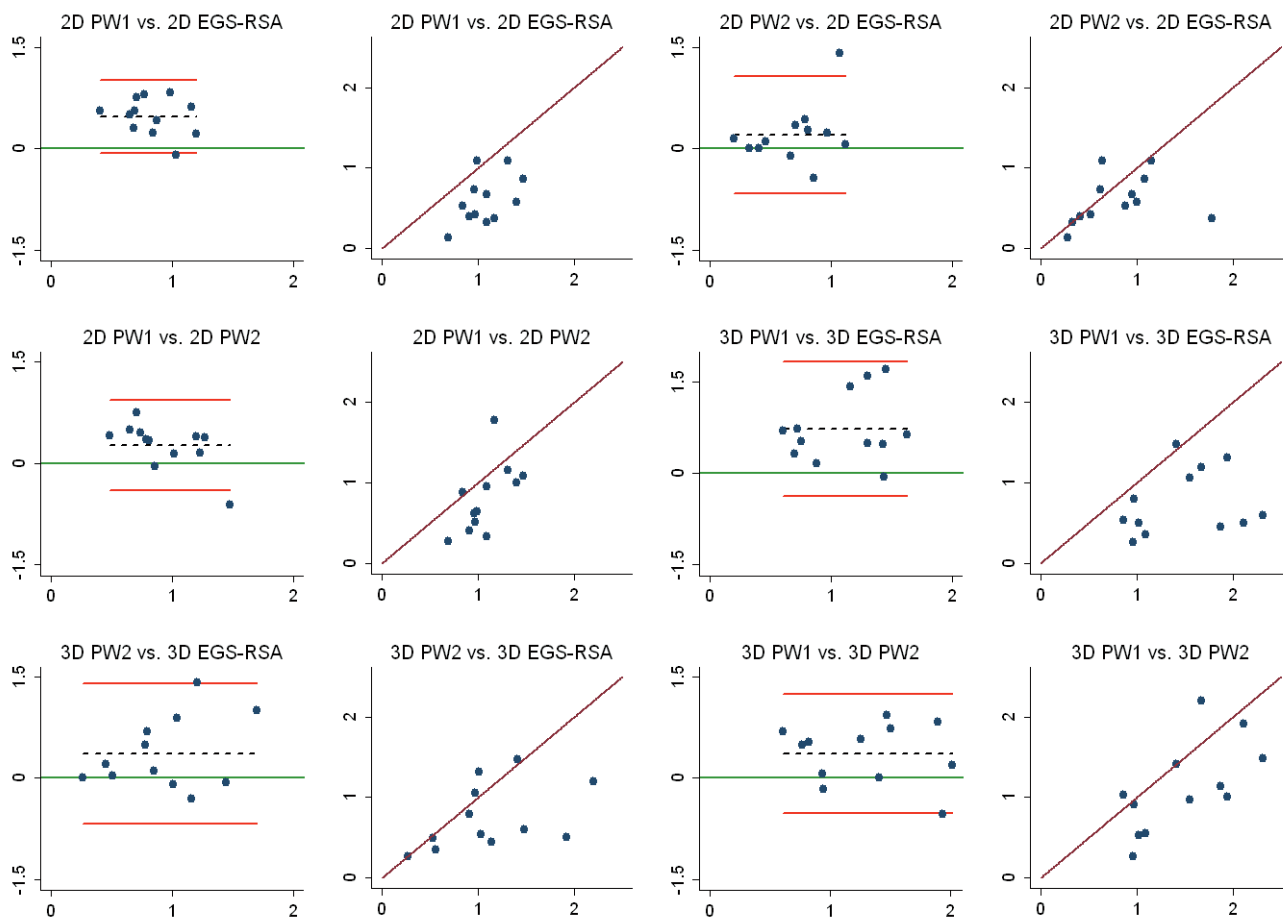 2D PW1 vs. 2D EGS-RSA
2D PW1 vs. 2D EGS-RSA
2D PW2 vs. 2D EGS-RSA
2D PW2 vs. 2D EGS-RSA
1.5
0
-1.5
0 1 2
2
1
0
0 1 2
1.5
0
-1.5
0 1 2
2
1
0
0 1 2
2D PW1 vs. 2D PW2
2D PW1 vs. 2D PW2
3D PW1 vs. 3D EGS-RSA
3D PW1 vs. 3D EGS-RSA
1.5
0
-1.5
0 1 2
2
1
0
0 1 2
1.5
0
-1.5
0 1 2
2
1
0
0 1 2
3D PW2 vs. 3D EGS-RSA
3D PW2 vs. 3D EGS-RSA
3D PW1 vs. 3D PW2
3D PW1 vs. 3D PW2
1.5
0
-1.5
0 1 2
2
1
0
0 1 2
1.5
0
-1.5
0 1 2
2
1
0
0 1 2